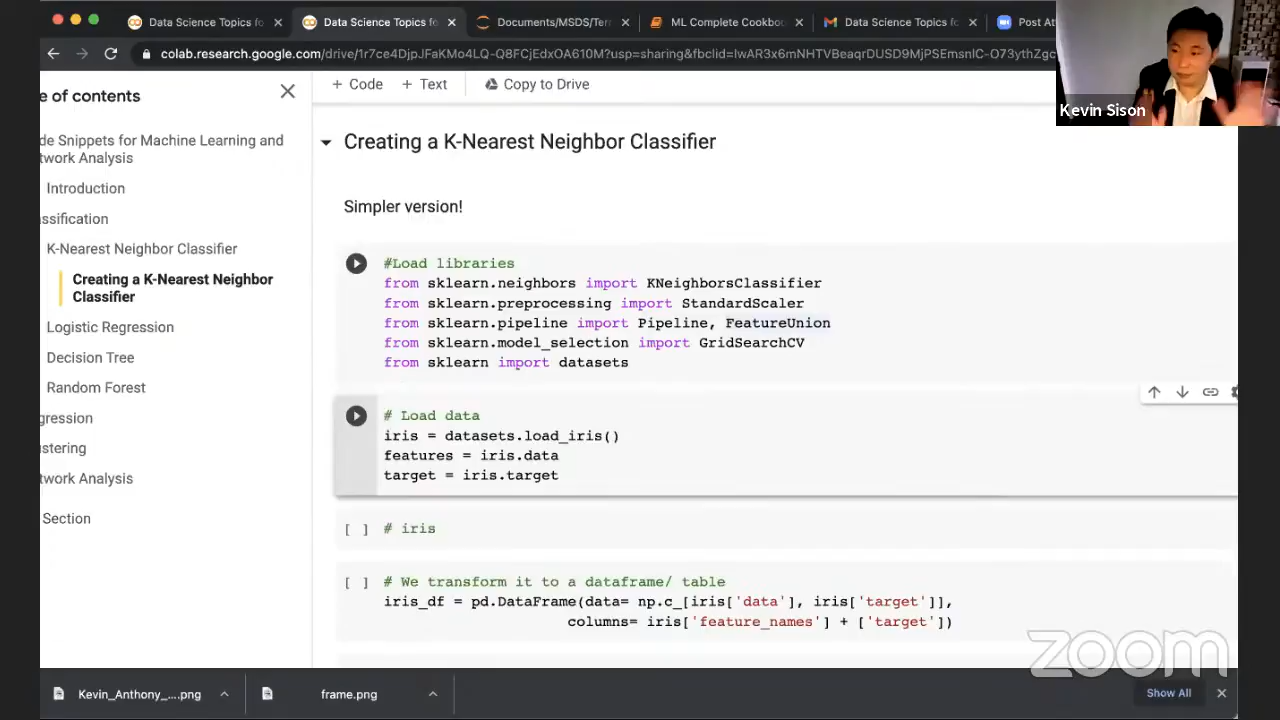 Data Science Topics fo
Data Science Topics fo
Documents/MSDS/Ter
ML Complete Cookbo
Data Science Topics fo
Post At
colab.research.google.com/drive/1r7ce4DjpJFaKMo4LQ-Q8FCjEdxOA610M?usp=sharing&fbclid=IwAR3x6mNHTVBeaqrDUSD9MjPSEmsnlC-O73ythZgc
Kevin Sison
e of contents
+ Code
+ Text
Copy to Drive
de Snippets for Machine Learning and
twork Analysis
Introduction
ssification
K-Nearest Neighbor Classifier
Creating a K-Nearest Neighbor
Classifier
Logistic Regression
Decision Tree
Random Forest
gression
stering
twork Analysis
Section
Creating a K-Nearest Neighbor Classifier
Simpler version!
#Load libraries
from sklearn.neighbors import KNeighborsClassifier
from sklearn.preprocessing import StandardScaler
from sklearn.pipeline import Pipeline, FeatureUnion
from sklearn.model_selection import GridSearchCV
from sklearn import datasets
# Load data
iris = datasets.load_iris()
features = iris.data
target = iris.target
[ ] # iris
[ ] # We transform it to a dataframe/ table
iris_df = pd.DataFrame(data= np.c_[iris['data'], iris['target']],
columns= iris['feature_names'] + ['target'])
zoom
Kevin_Anthony_....png
frame.png
Show All